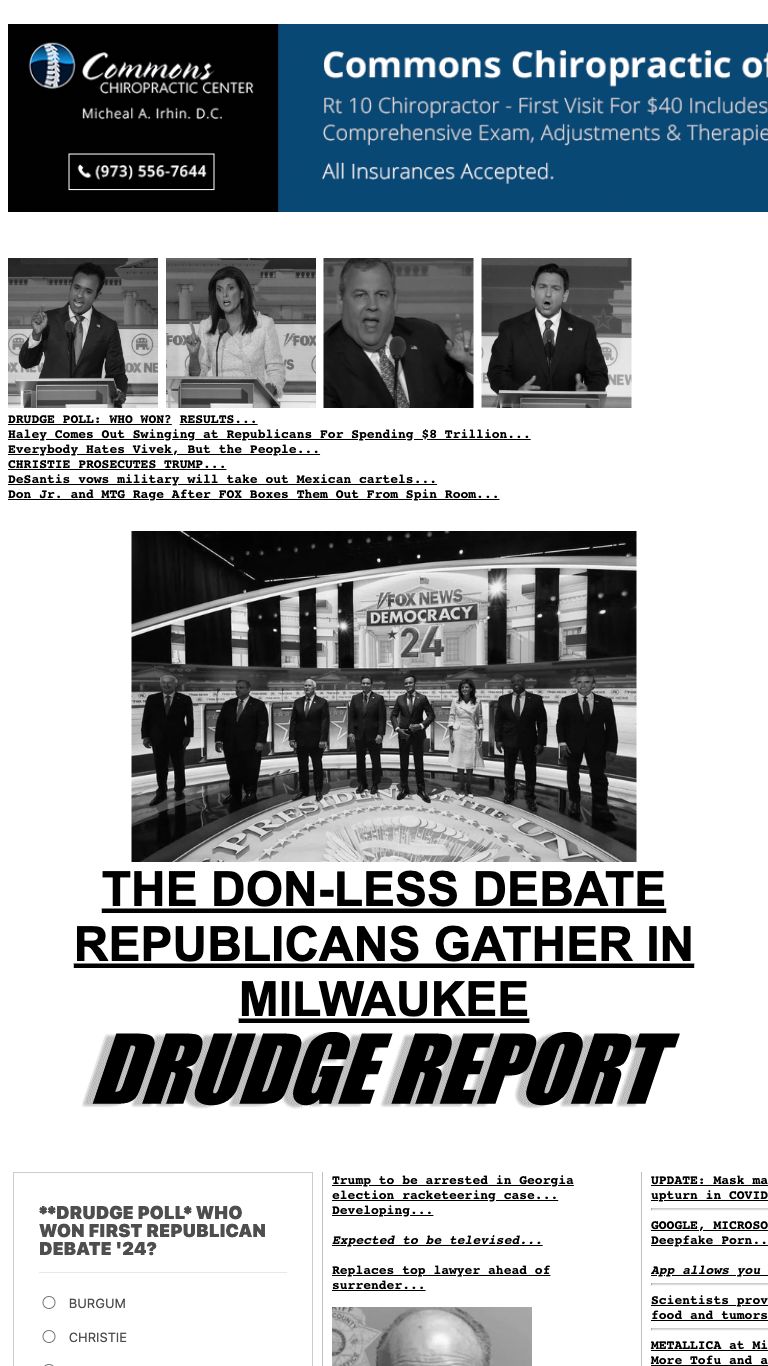 Commons
CHIROPRACTIC CENTER
Micheal A. Irhin. D.C.
(973) 556-7644
Commons Chiropractic of
Rt 10 Chiropractor - First Visit For $40 Includes
Comprehensive Exam, Adjustments & Therapie
All Insurances Accepted.
DRUDGE POLL: WHO WON? RESULTS...
Haley Comes Out Swinging at Republicans For Spending $8 Trillion...
Everybody Hates Vivek, But the People...
CHRISTIE PROSECUTES TRUMP...
DeSantis vows military will take out Mexican cartels...
Don Jr. and MTG Rage After FOX Boxes Them Out From Spin Room...
FOX NEWS
DEMOCRACY
'24
THE DON-LESS DEBATE
REPUBLICANS GATHER IN
MILWAUKEE
DRUDGE REPORT
**DRUDGE POLL* WHO
WON FIRST REPUBLICAN
DEBATE '24?
BURGUM
CHRISTIE
Trump to be arrested in Georgia
election racketeering case...
Developing...
Expected to be televised...
Replaces top lawyer ahead of
surrender...
UPDATE: Mask ma
upturn in COVID
GOOGLE, MICROSO
Deepfake Porn..
App allows you
Scientists prov
food and tumors
METALLICA at Mi
More Tofu and a